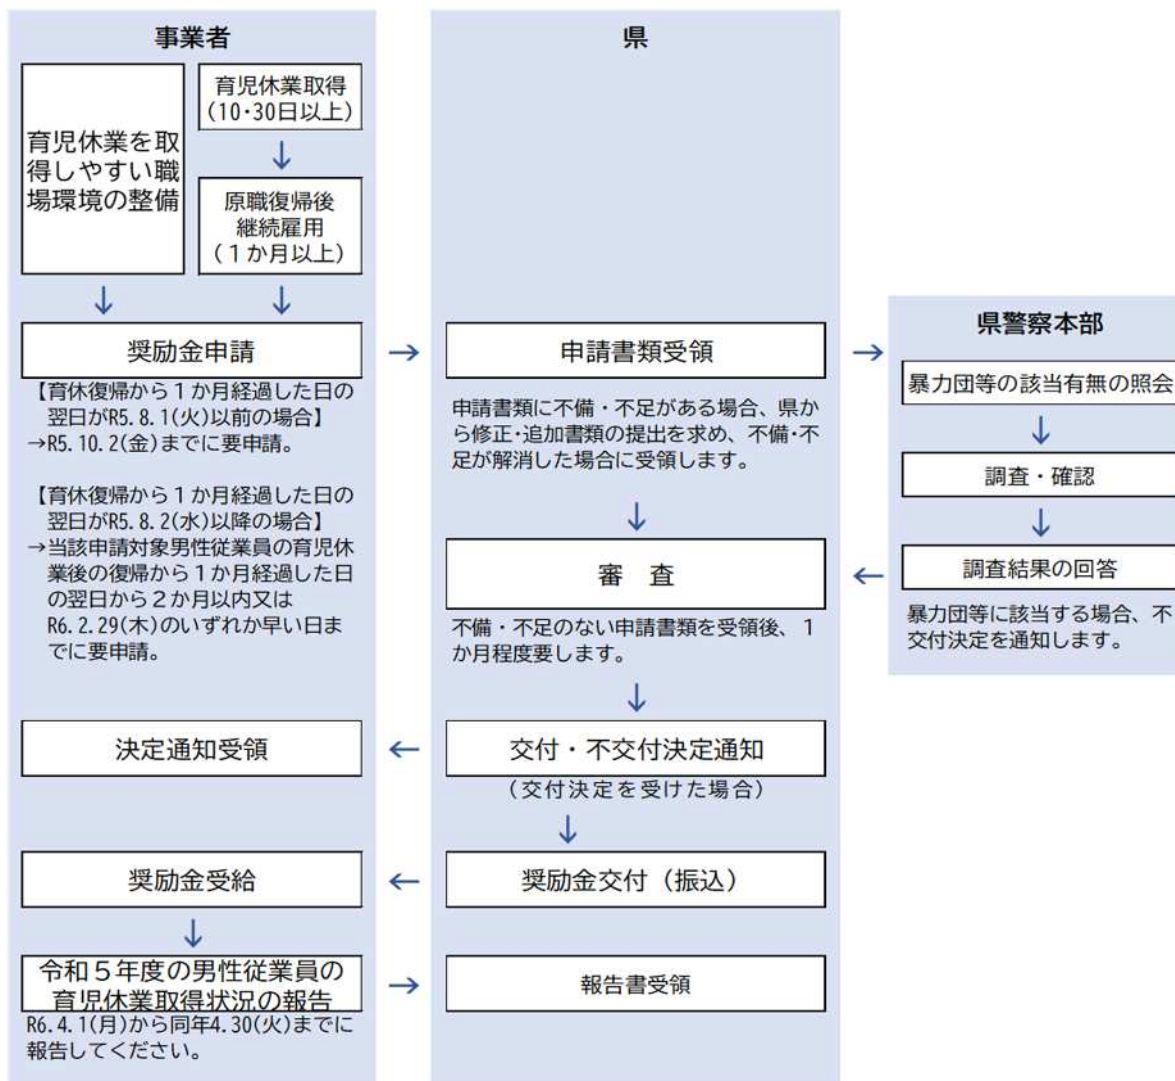 事業者
育児休業を取
得しやすい職
場環境の整備
育児休業取得
(10・30日以上)
↓
原職復帰後
継続雇用
(１か月以上)
↓ ↓
奨励金申請
【育休復帰から１か月経過した日の
翌日がR5.8.1(火)以前の場合】
→R5.10.2(金)までに要申請。
【育休復帰から１か月経過した日の
翌日がR5.8.2(水)以降の場合】
→当該申請対象男性従業員の育児休
業後の復帰から１か月経過した日
の翌日から２か月以内又は
R6.2.29(木)のいずれか早い日ま
でに要申請。
決定通知受領
奨励金受給
↓
令和５年度の男性従業員の
育児休業取得状況の報告
R6.4.1(月)から同年4.30(火)までに
報告してください。
→
←
←
→
県
申請書類受領
申請書類に不備・不足がある場合、県か
ら修正・追加書類の提出を求め、不備・不
足が解消した場合に受領します。
↓
審　査
不備・不足のない申請書類を受領後、１
か月程度要します。
↓
交付・不交付決定通知
（交付決定を受けた場合）
↓
奨励金交付（振込）
報告書受領
→
←
県警察本部
暴力団等の該当有無の照会
↓
調査・確認
↓
調査結果の回答
暴力団等に該当する場合、不
交付決定を通知します。